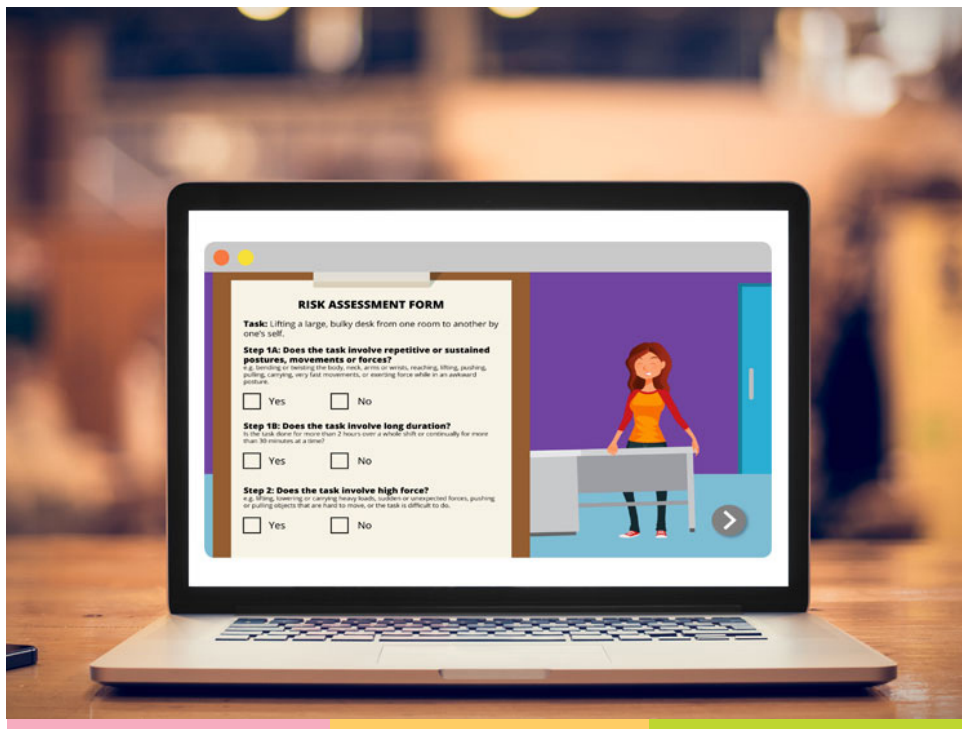 RISK ASSESSMENT FORM
Task: Lifting a large, bulky desk from one room to another by
one's self.
Step 1A: Does the task involve repetitive or sustained
postures, movements or forces?
e.g. bending or twisting the body, neck, arms or wrists, reaching, lifting, pushing,
pulling, carrying, very fast movements, or exerting force while in an awkward
posture.
Yes No
Step 1B: Does the task involve long duration?
Is the task done for more than 2 hours over a whole shift or continually for more
than 30 minutes at a time?
Yes No
Step 2: Does the task involve high force?
e.g. lifting, lowering or carrying heavy loads, sudden or unexpected forces, pushing
or pulling objects that are hard to move, or the task is difficult to do.
Yes No